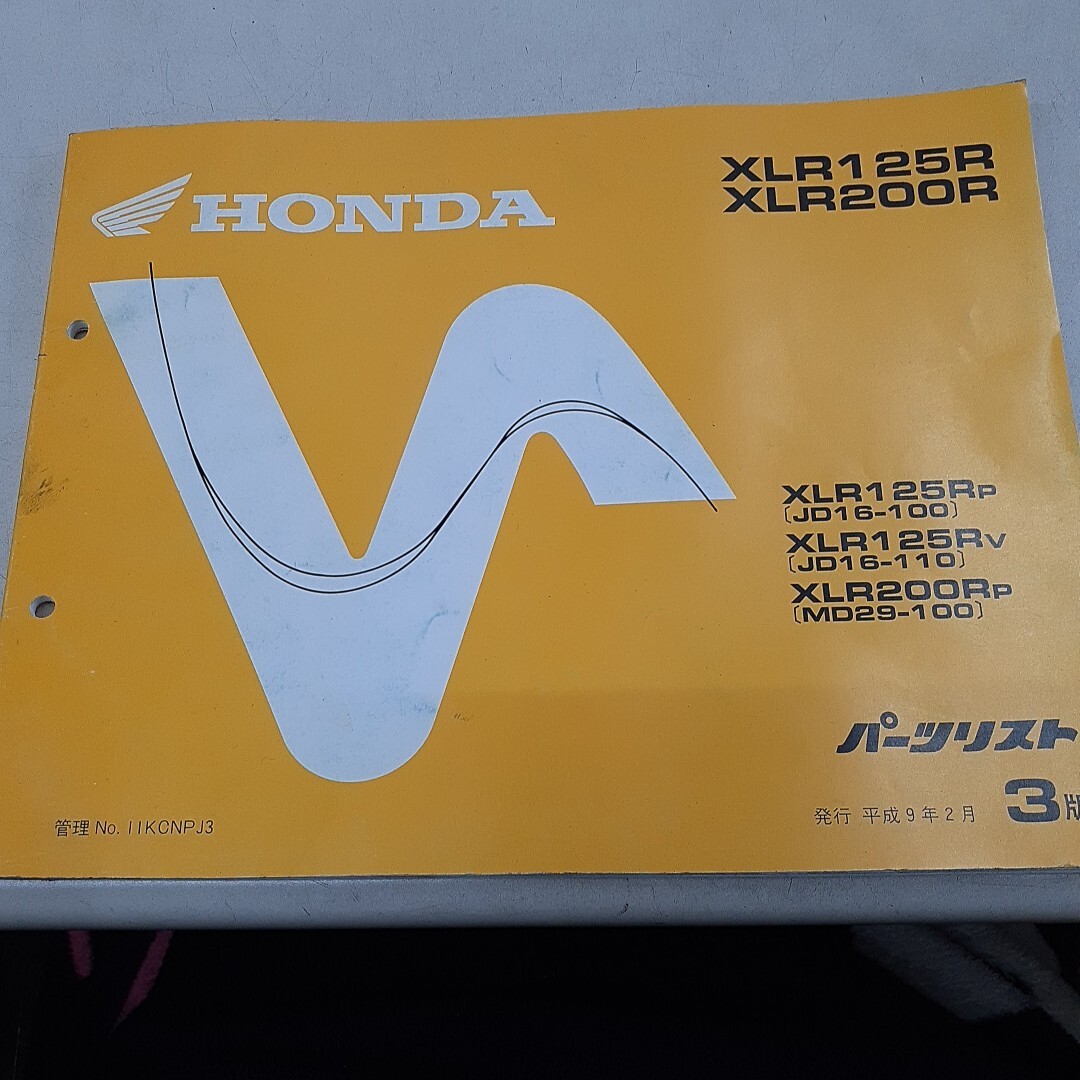 HONDA
XLR125R
XLR200R
XLR125RP
〔JD16-100〕
XLR125RV
〔JD16-110〕
XLR200RP
〔MD29-100〕
パーツリスト
管理 No. 11KCNPJ3
発行 平成9年2月
3版